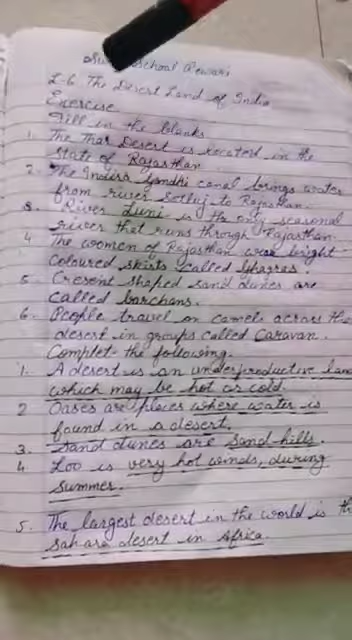 School Rewari
L-6 The Desert Land of India
Exercise
Fill in the blanks
1. The Thar Desert is located in the
state of Rajasthan.
2. The Indira Gandhi canal brings water
from river Sutluj to Rajasthan.
3. River Luni is the only seasonal
river that runs through Rajasthan.
4 The women of Rajasthan wear bright
Coloured skirts called Ghagras.
5. Cresent shaped sand dunes are
called barchans.
6. People travel on camels across the
desert in groups called Caravan.
Complet the following.
1. A desert is an underproductive land
which may be hot or cold.
2 Oases are places where water is
found in a desert.
3. Sand dunes are sand-hills.
4 Loo is very hot winds, during
summer.
5. The largest desert in the world is the
Sahara desert in Africa.